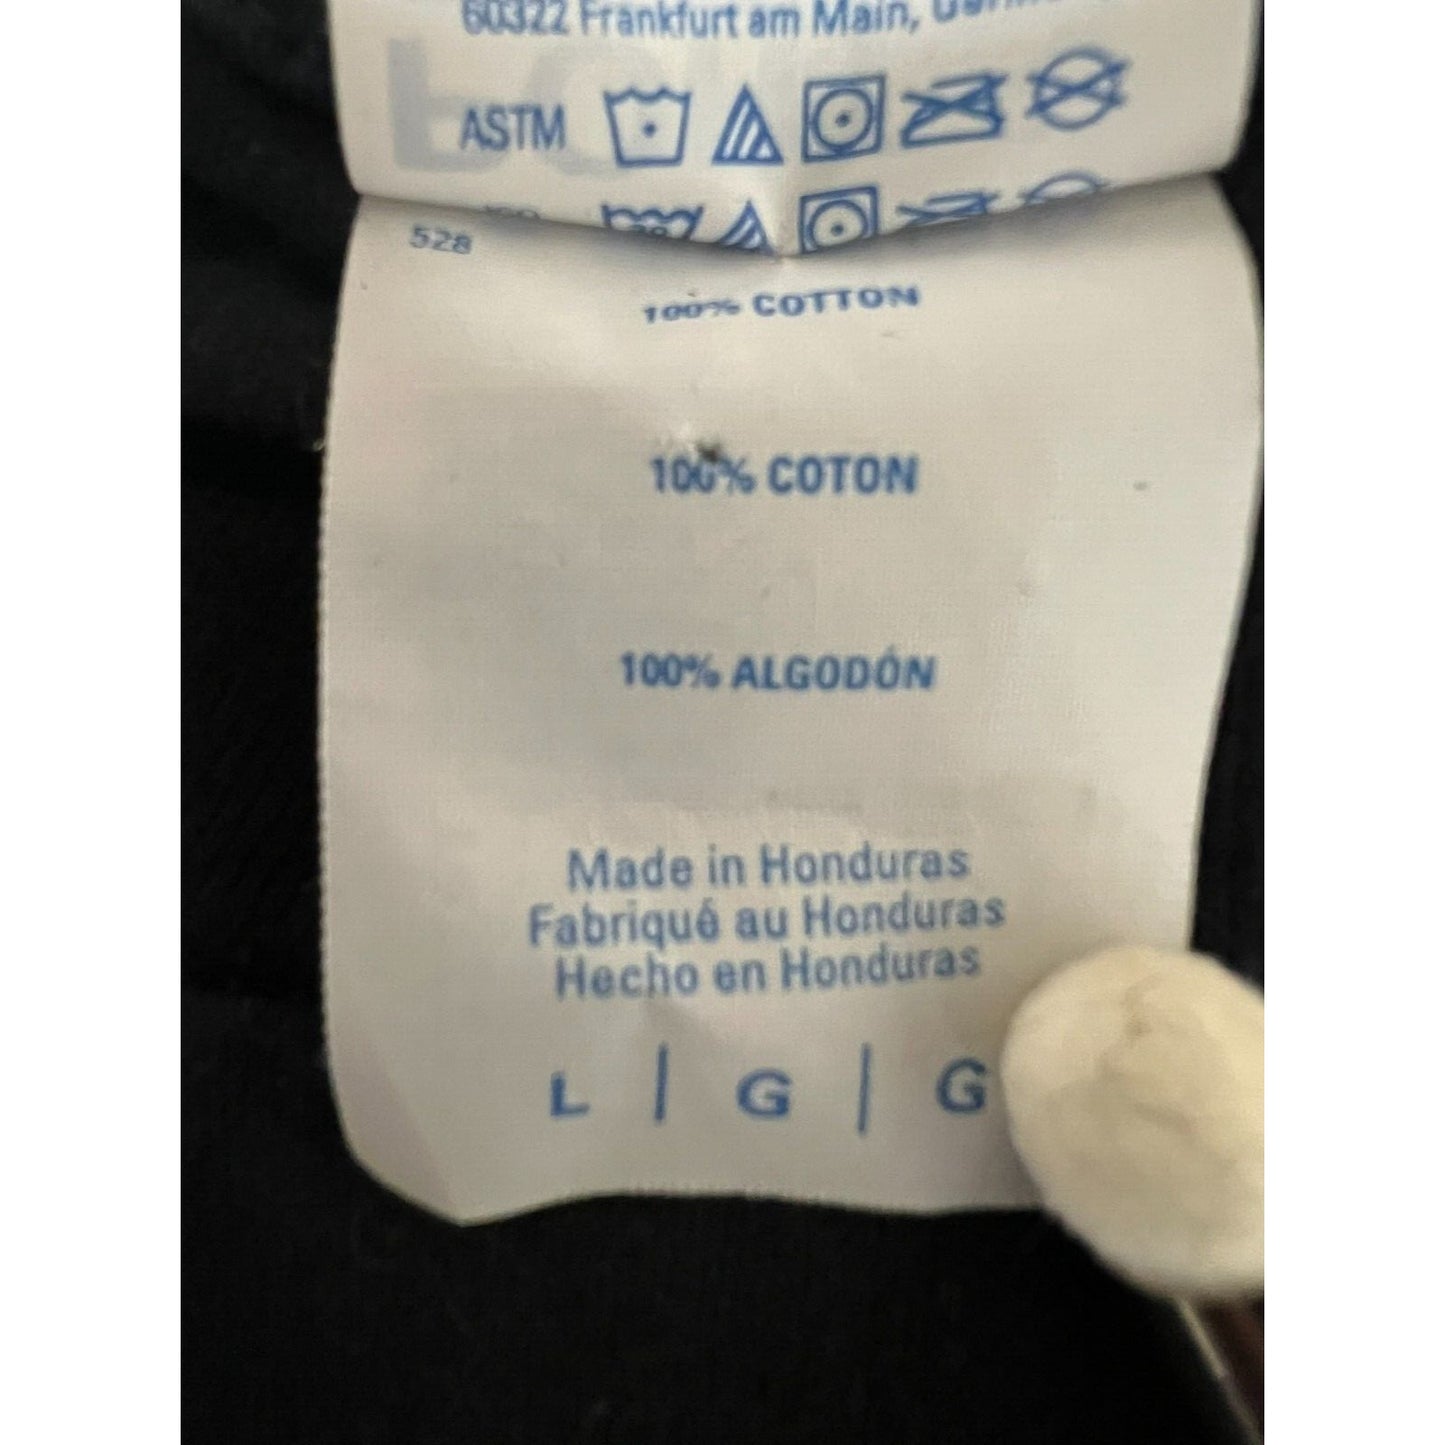 60322 Frankfurt am Main,
ASTM
528
100% COTTON
100% COTON
100% ALGODÓN
Made in Honduras
Fabriqué au Honduras
Hecho en Honduras
L | G | G